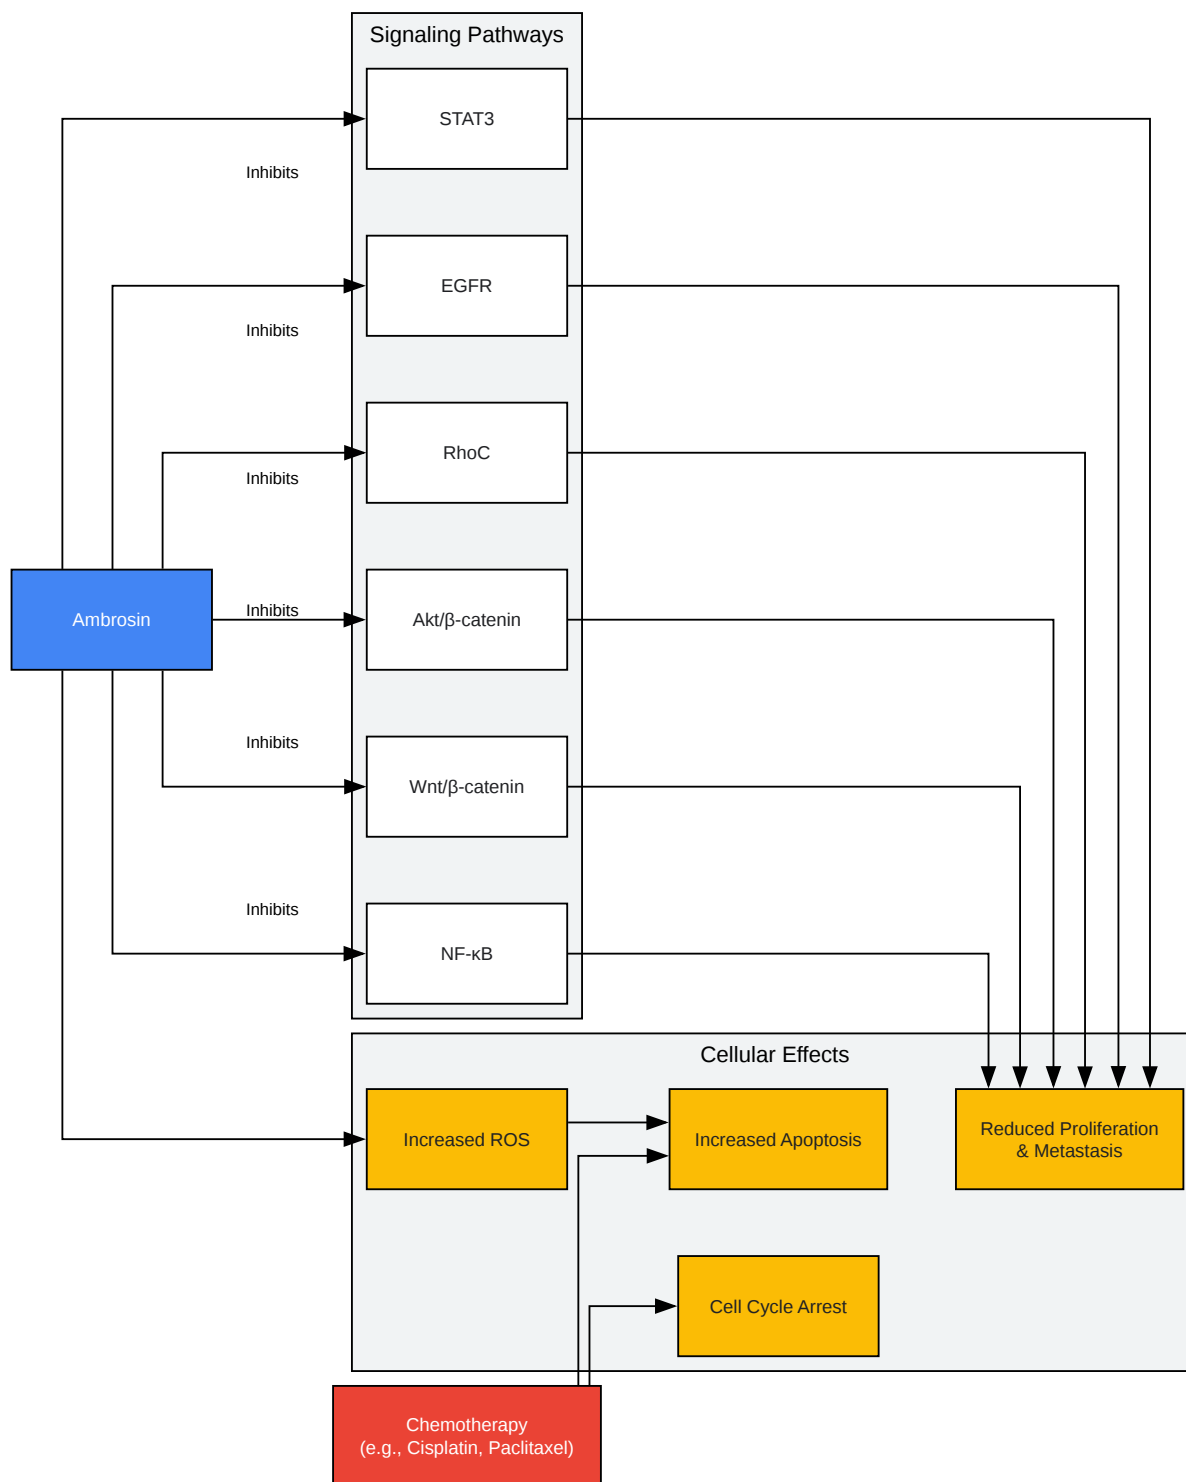 Signaling Pathways
STAT3
Inhibits
EGFR
Inhibits
RhoC
Inhibits
Ambrosin
Inhibits
Akt/β-catenin
Inhibits
Wnt/β-catenin
Inhibits
NF-κB
Cellular Effects
Increased ROS
Increased Apoptosis
Reduced Proliferation
& Metastasis
Cell Cycle Arrest
Chemotherapy
(e.g., Cisplatin, Paclitaxel)